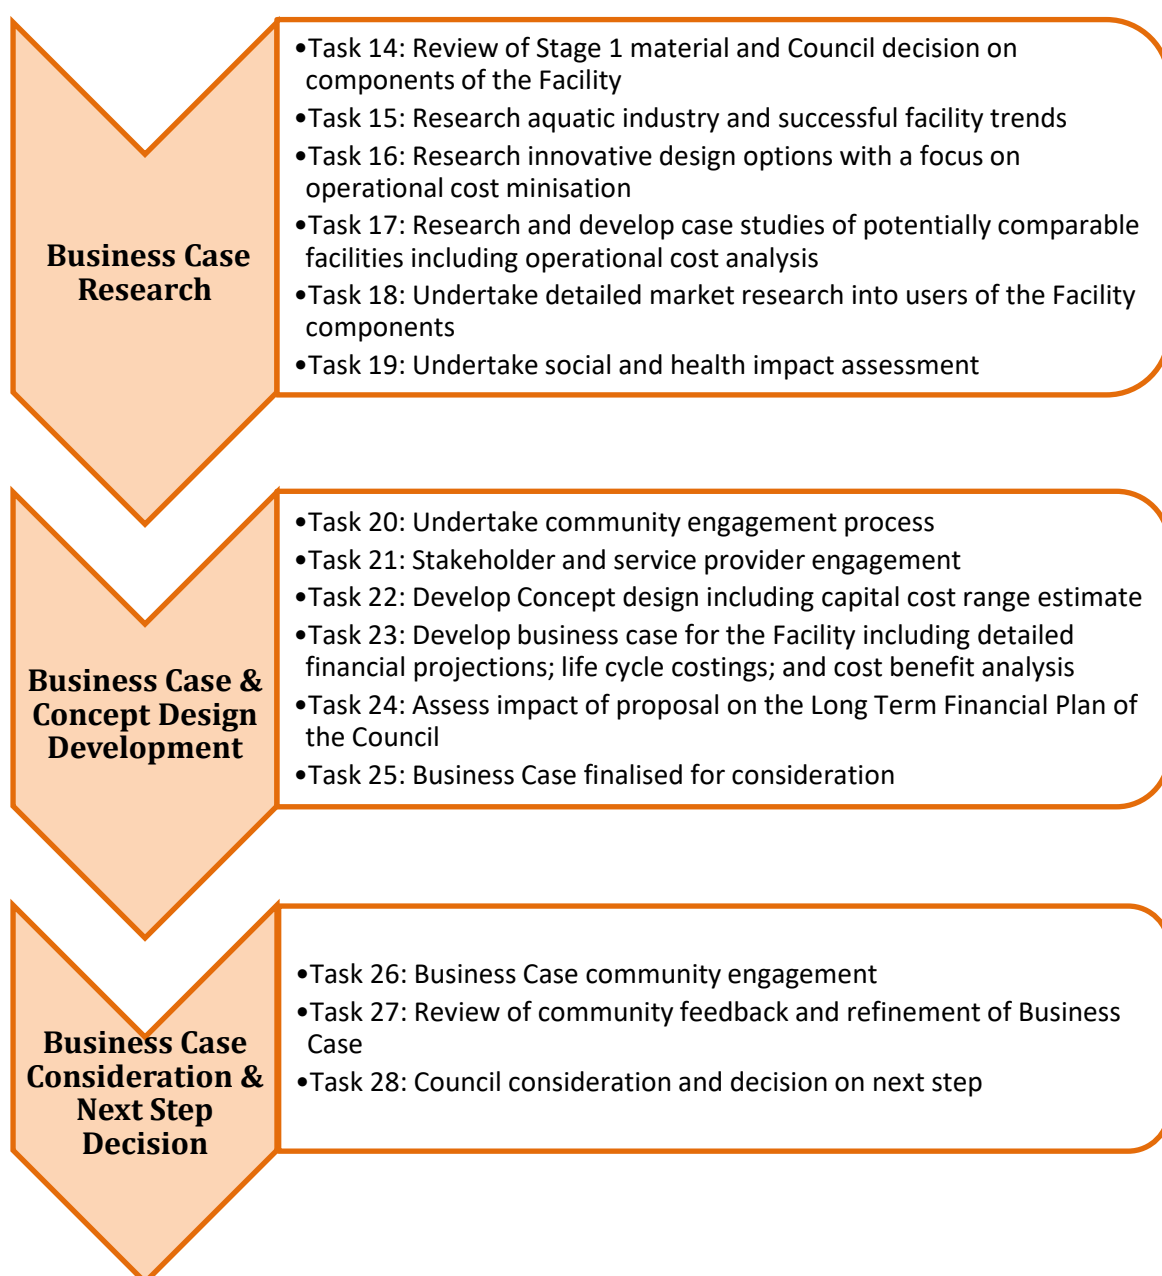 Business Case
Research
•Task 14: Review of Stage 1 material and Council decision on
components of the Facility
•Task 15: Research aquatic industry and successful facility trends
•Task 16: Research innovative design options with a focus on
operational cost minisation
•Task 17: Research and develop case studies of potentially comparable
facilities including operational cost analysis
•Task 18: Undertake detailed market research into users of the Facility
components
•Task 19: Undertake social and health impact assessment
Business Case &
Concept Design
Development
•Task 20: Undertake community engagement process
•Task 21: Stakeholder and service provider engagement
•Task 22: Develop Concept design including capital cost range estimate
•Task 23: Develop business case for the Facility including detailed
financial projections; life cycle costings; and cost benefit analysis
•Task 24: Assess impact of proposal on the Long Term Financial Plan of
the Council
•Task 25: Business Case finalised for consideration
Business Case
Consideration &
Next Step
Decision
•Task 26: Business Case community engagement
•Task 27: Review of community feedback and refinement of Business
Case
•Task 28: Council consideration and decision on next step